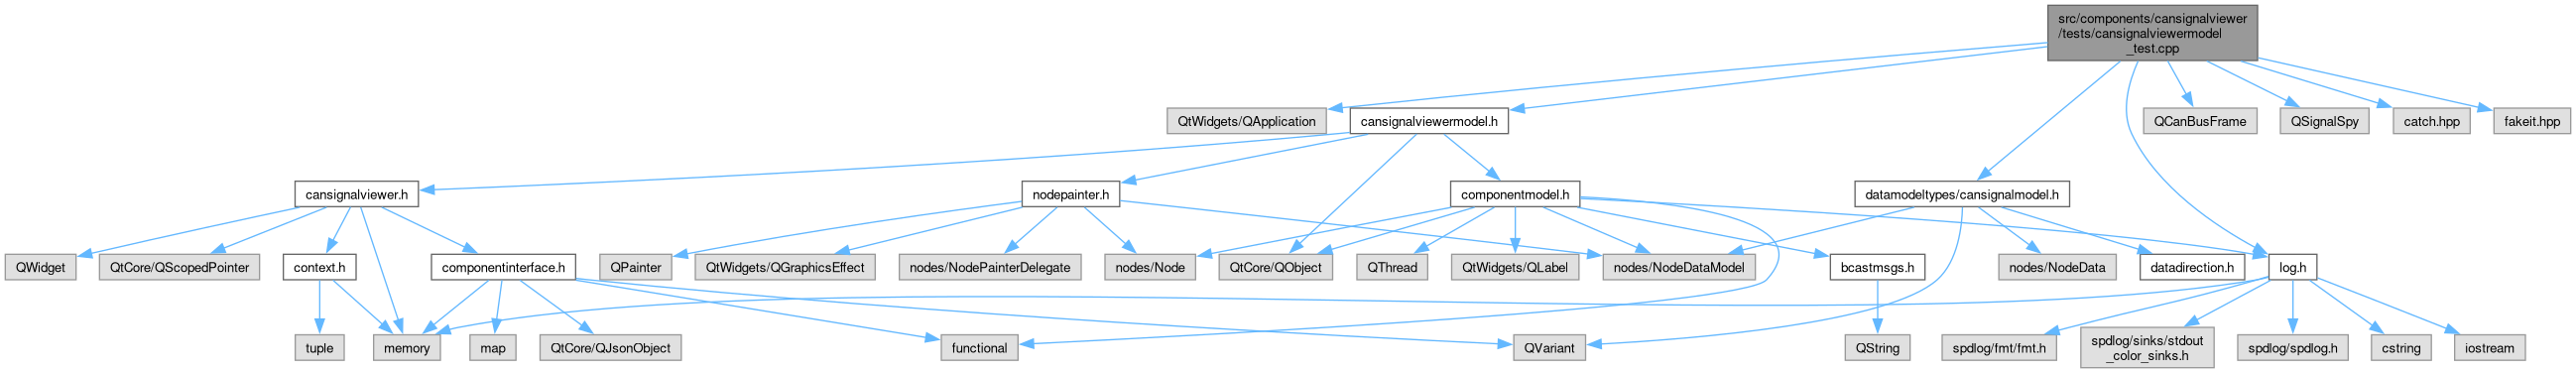 src/components/cansignalviewer
/tests/cansignalviewermodel
_test.cpp
QtWidgets/QApplication
cansignalviewermodel.h
QCanBusFrame
QSignalSpy
catch.hpp
fakeit.hpp
cansignalviewer.h
nodepainter.h
componentmodel.h
datamodeltypes/cansignalmodel.h
QWidget
QtCore/QScopedPointer
context.h
componentinterface.h
QPainter
QtWidgets/QGraphicsEffect
nodes/NodePainterDelegate
nodes/Node
QtCore/QObject
QThread
QtWidgets/QLabel
nodes/NodeDataModel
bcastmsgs.h
nodes/NodeData
datadirection.h
log.h
tuple
memory
map
QtCore/QJsonObject
functional
QVariant
QString
spdlog/fmt/fmt.h
spdlog/sinks/stdout
_color_sinks.h
spdlog/spdlog.h
cstring
iostream